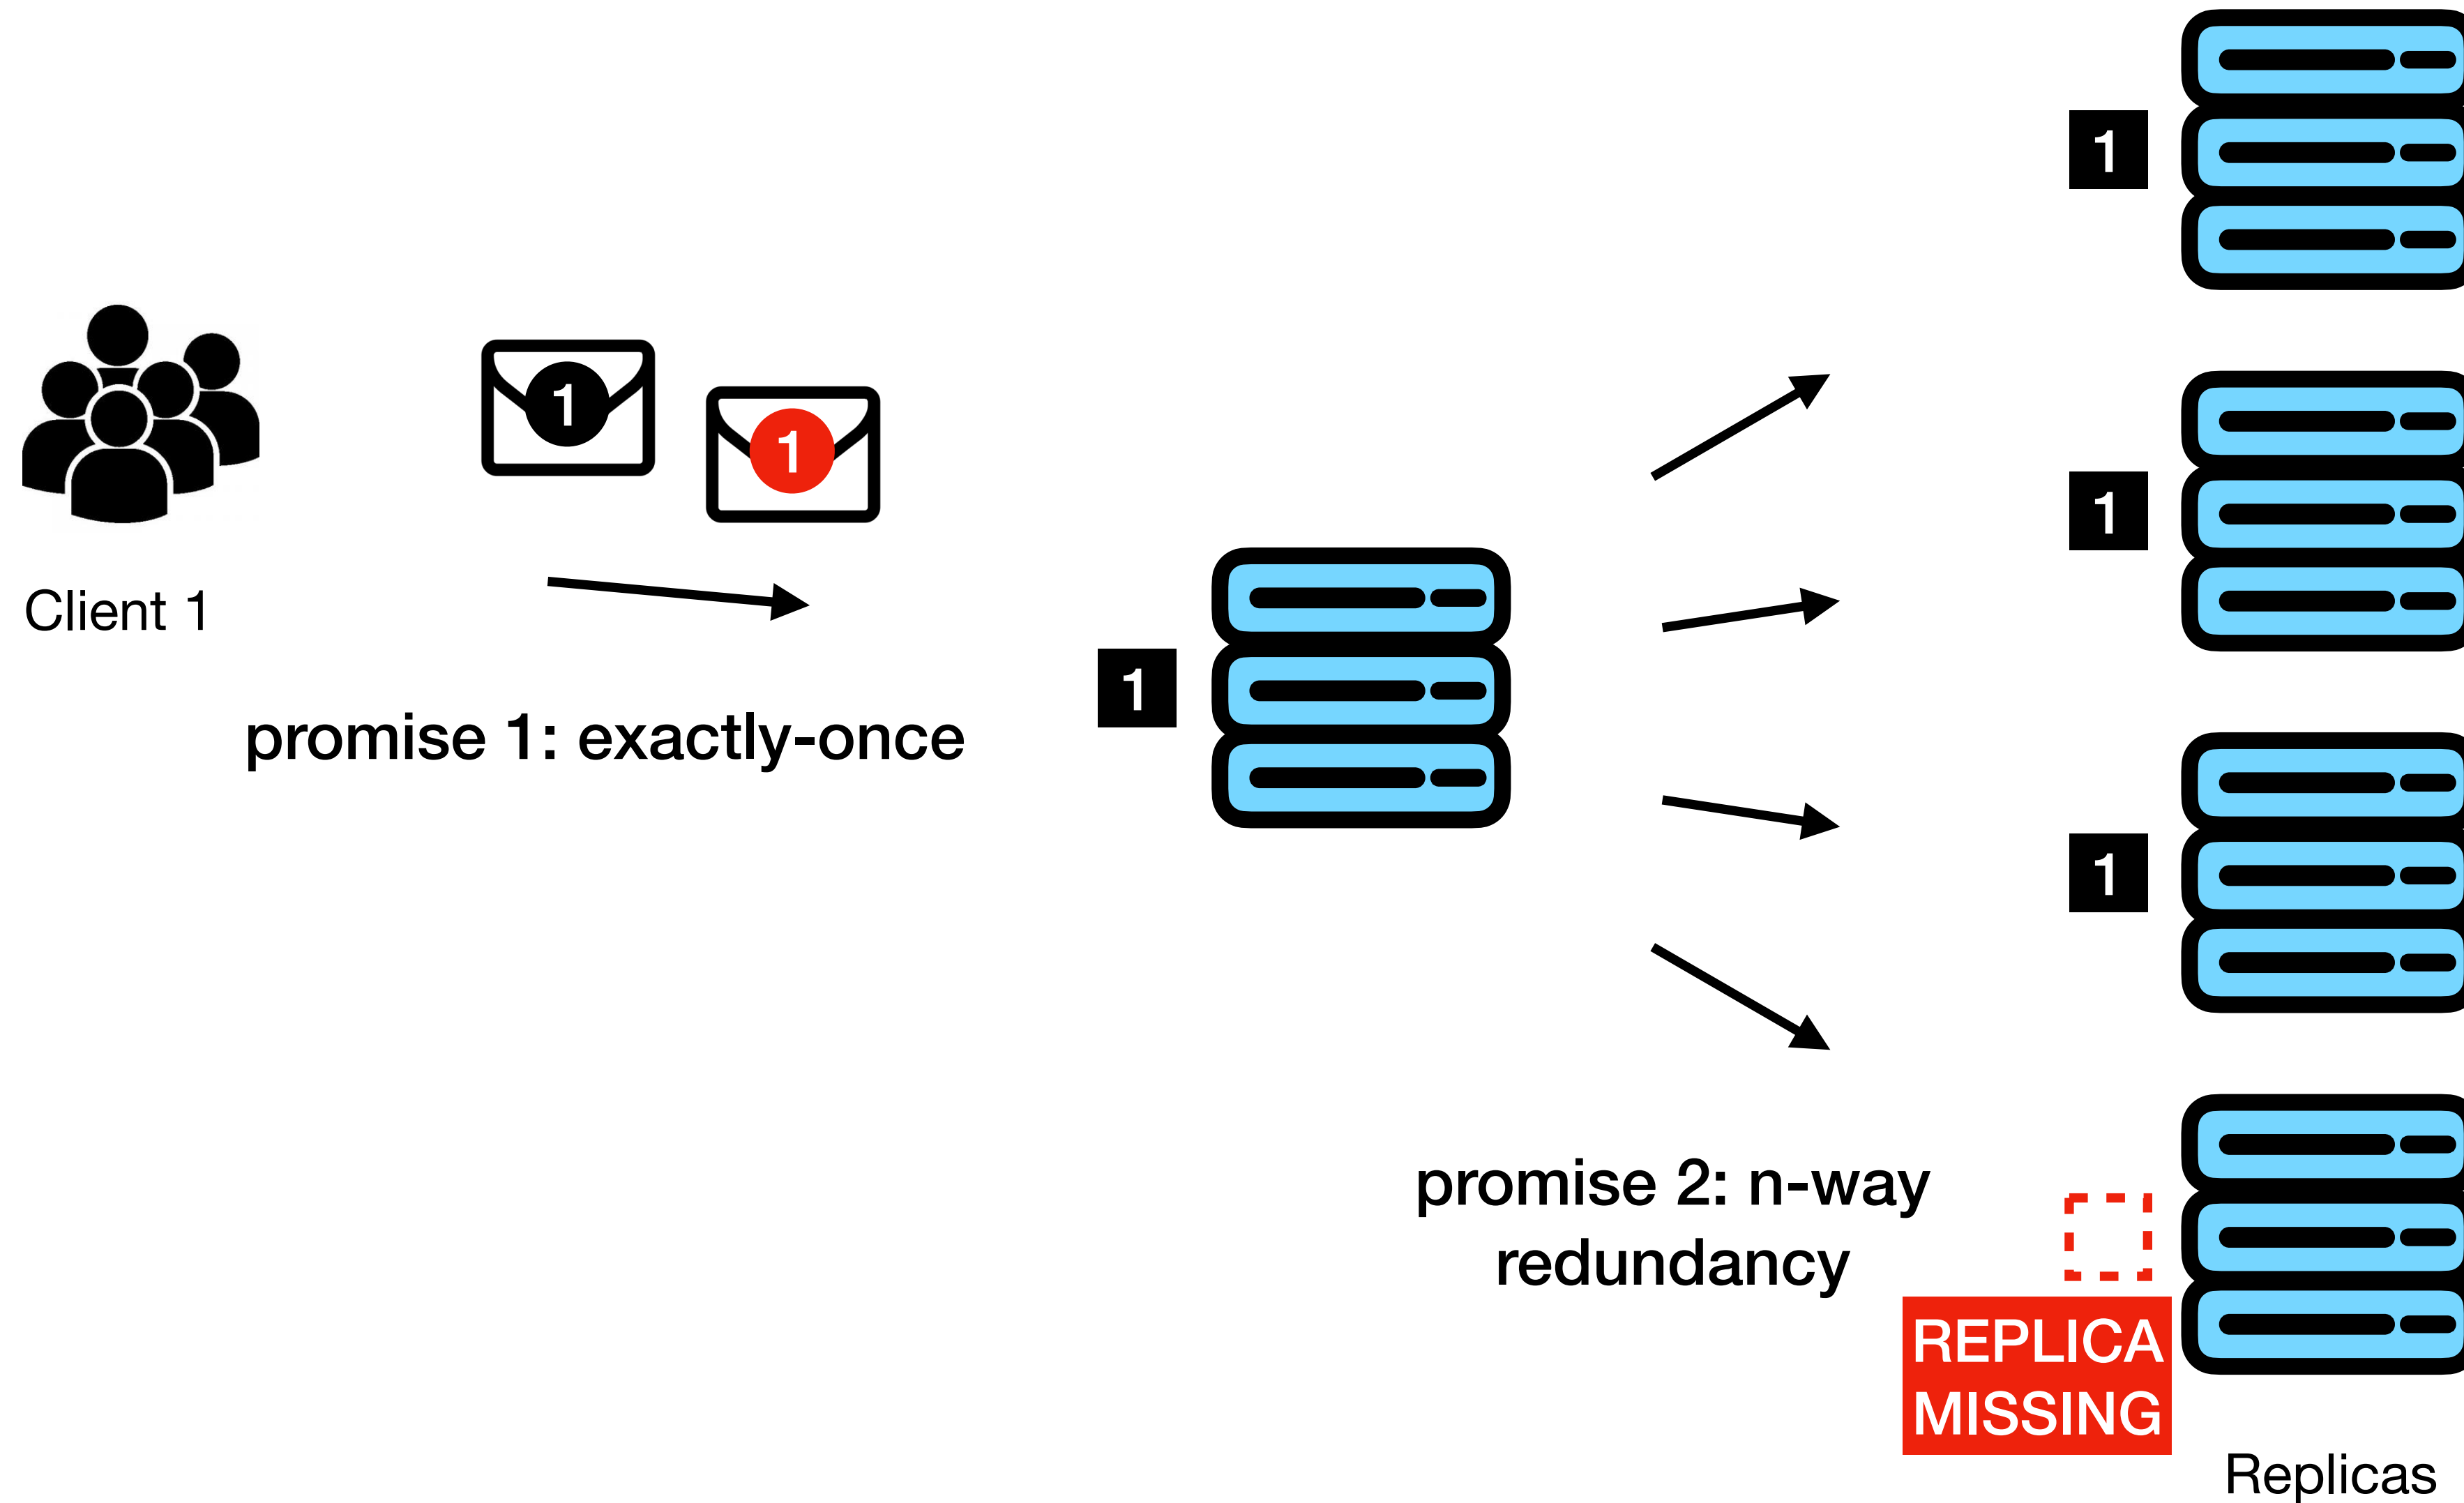 1
1
1
1
Client 1
1
promise 1: exactly-once
1
promise 2: n-way
redundancy
REPLICA
MISSING
Replicas